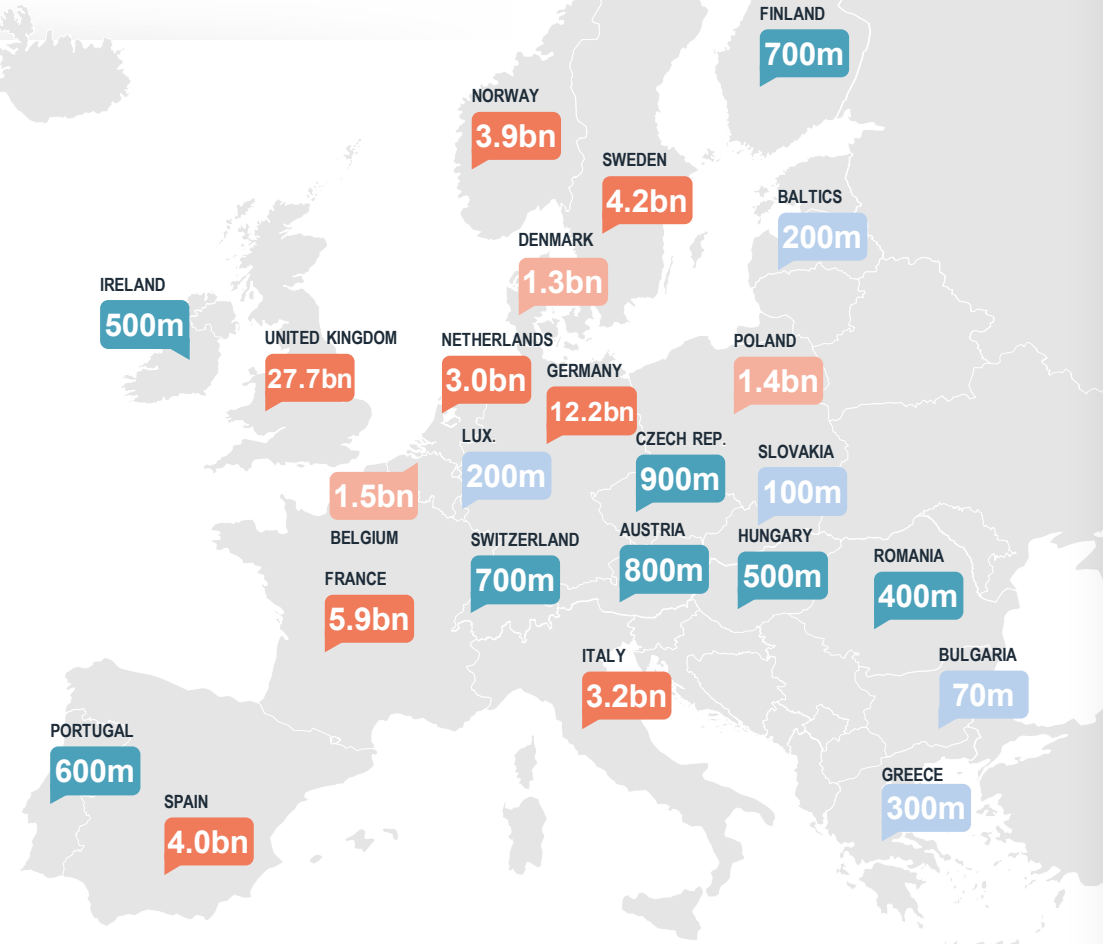 FINLAND
700m
NORWAY
3.9bn
SWEDEN
4.2bn
BALTICS
200m
DENMARK
1.3bn
IRELAND
500m
UNITED KINGDOM
27.7bn
NETHERLANDS
3.0bn
GERMANY
12.2bn
POLAND
1.4bn
LUX.
200m
CZECH REP.
900m
SLOVAKIA
100m
1.5bn
BELGIUM
SWITZERLAND
700m
AUSTRIA
800m
HUNGARY
500m
ROMANIA
400m
FRANCE
5.9bn
ITALY
3.2bn
BULGARIA
70m
PORTUGAL
600m
SPAIN
4.0bn
GREECE
300m